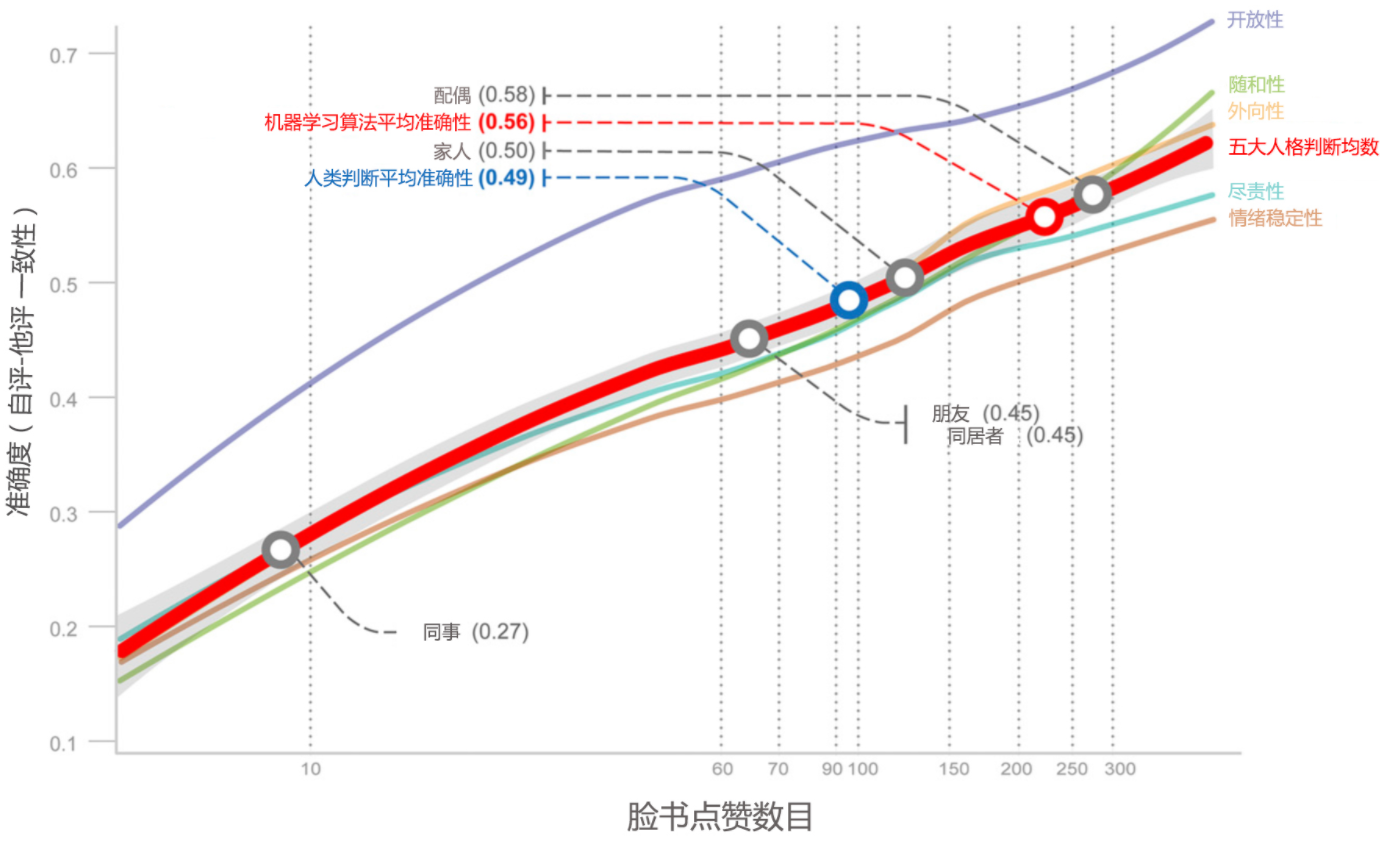 开放性
0.7
随和性
配偶 (0.58)
外向性
机器学习算法平均准确性 (0.56)
五大人格判断均数
家人 (0.50)
0.6
人类判断平均准确性 (0.49)
尽责性
情绪稳定性
0.5
准确度（自评-他评 一致性）
0.4
朋友 (0.45)
同居者 (0.45)
0.3
0.2
同事 (0.27)
0.1
10 60 70 90 100 150 200 250 300
脸书点赞数目